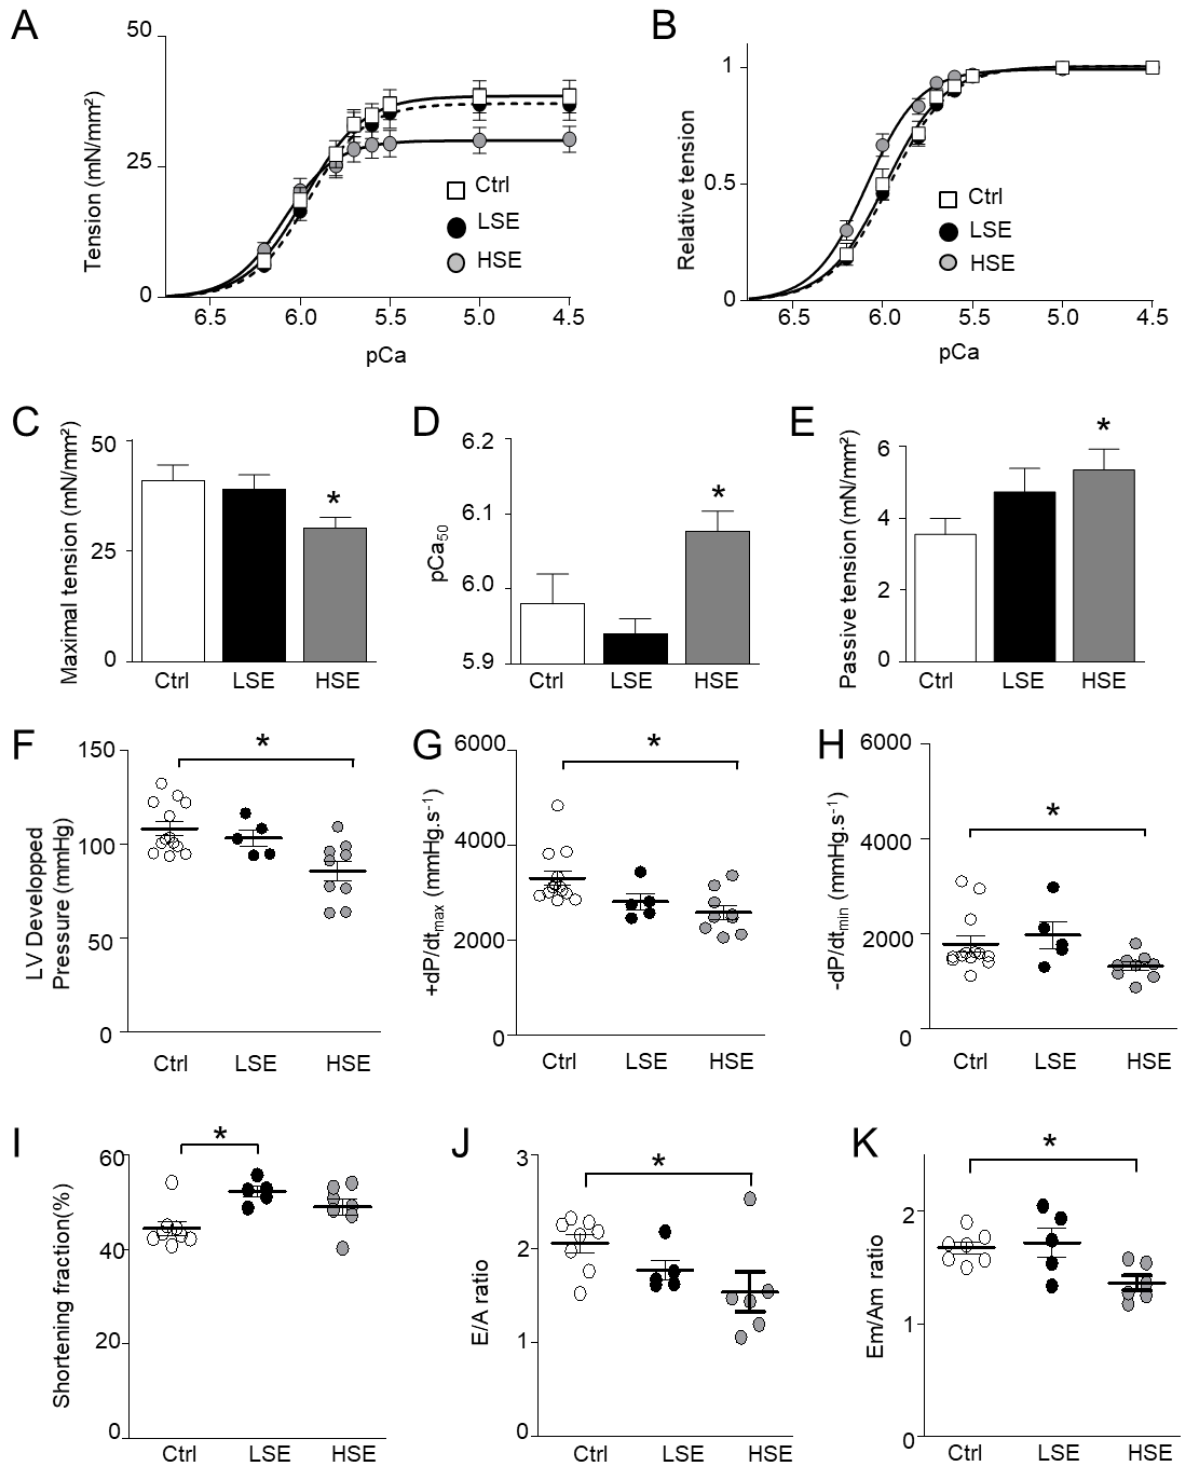 A
50
25
0
Tension (mN/mm²)
Ctrl
LSE
HSE
6.5 6.0 5.5 5.0 4.5
pCa
B
1
0.5
0
Relative tension
Ctrl
LSE
HSE
6.5 6.0 5.5 5.0 4.5
pCa
C
50
25
0
Maximal tension (mN/mm²)
*
Ctrl LSE HSE
D
6.2
6.1
6.0
5.9
pCa50
*
Ctrl LSE HSE
E
6
4
2
0
Passive tension (mN/mm²)
*
Ctrl LSE HSE
F
150
100
50
0
LV Developped
Pressure (mmHg)
*
Ctrl LSE HSE
G
6000
4000
2000
0
+dP/dtmax (mmHg.s⁻¹)
*
Ctrl LSE HSE
H
6000
4000
2000
0
-dP/dtmin (mmHg.s⁻¹)
*
Ctrl LSE HSE
I
60
40
20
0
Shortening fraction(%)
*
Ctrl LSE HSE
J
3
2
1
0
E/A ratio
*
Ctrl LSE HSE
K
2
1
0
Em/Am ratio
*
Ctrl LSE HSE